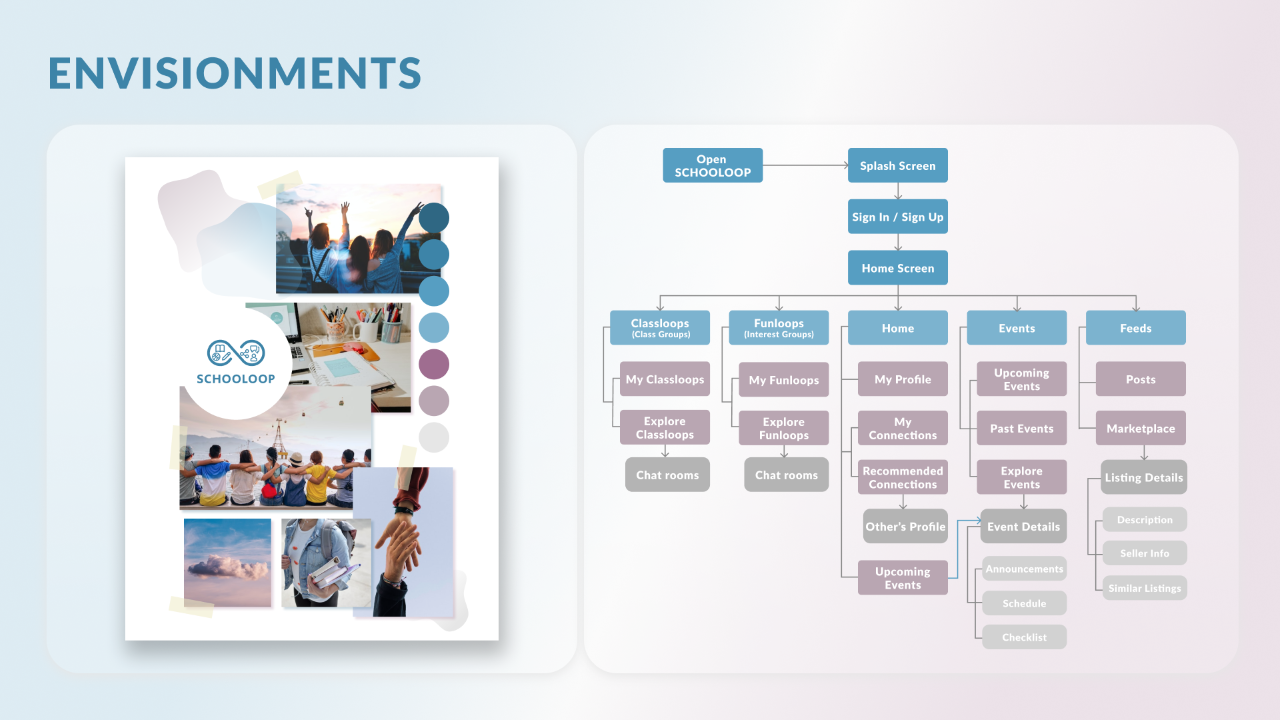 ENVISIONMENTS
SCHOOLOOP
Open
SCHOOLOOP
Splash Screen
Sign In / Sign Up
Home Screen
Classloops
(Class Groups)
My Classloops
Explore
Classloops
Chat rooms
Funloops
(Interest Groups)
My Funloops
Explore
Funloops
Chat rooms
Home
My Profile
My
Connections
Recommended
Connections
Other's Profile
Upcoming
Events
Events
Upcoming
Events
Past Events
Explore
Events
Event Details
Announcements
Schedule
Checklist
Feeds
Posts
Marketplace
Listing Details
Description
Seller Info
Similar Listings